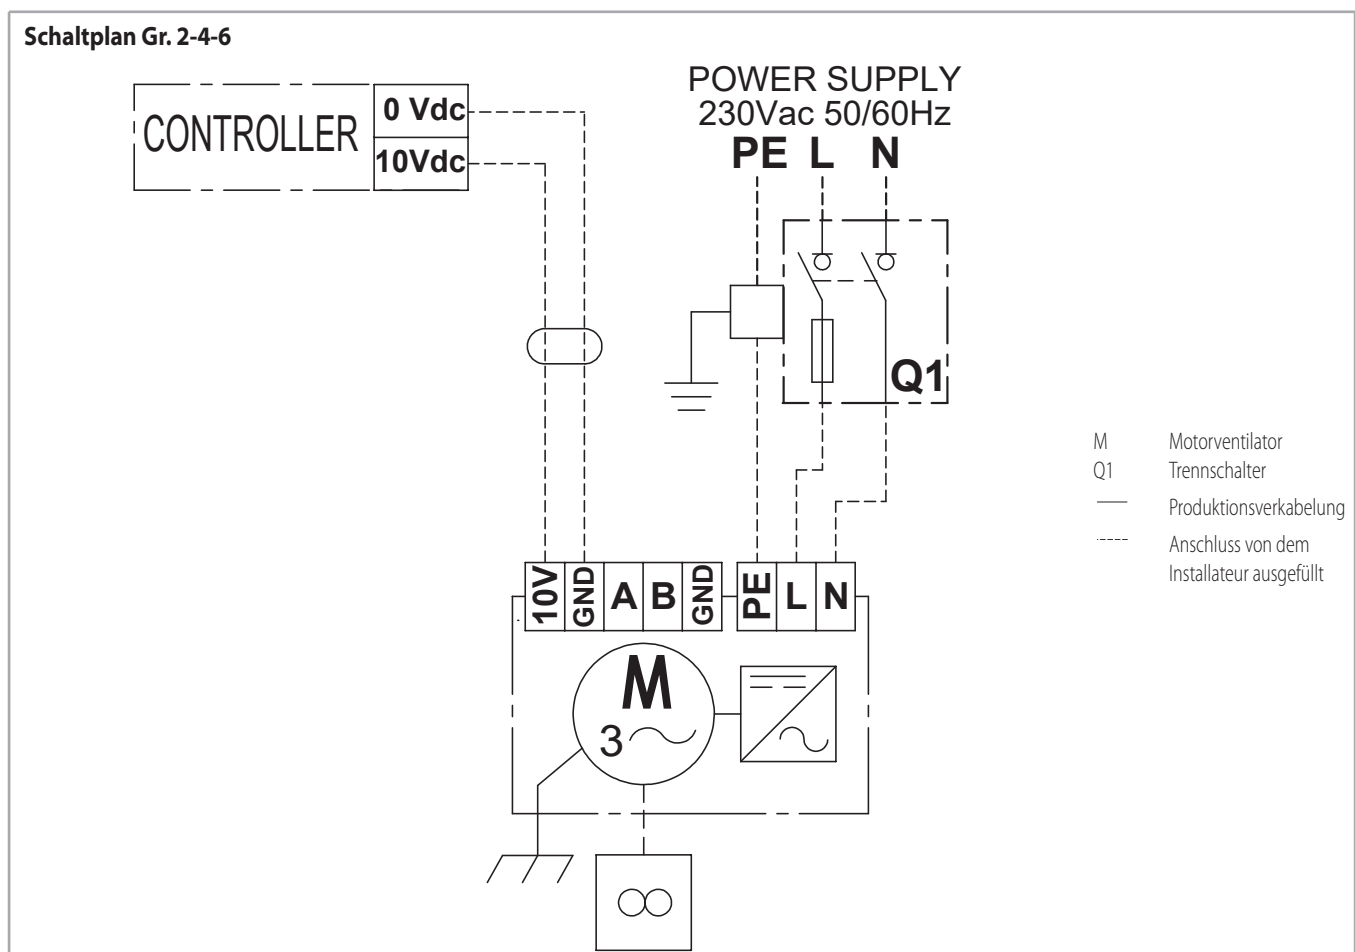 Schaltplan Gr. 2-4-6
CONTROLLER
0 Vdc
10Vdc
POWER SUPPLY
230Vac 50/60Hz
PE L N
Q1
M Motorventilator
Q1 Trennschalter
Produktionsverkabelung
Anschluss von dem
Installateur ausgefüllt
10V GND A B GND PE L N
M
3